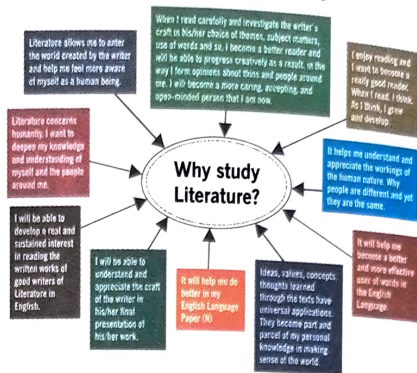 When I read carefully and investigate the writer's
craft in his/her choice of themes, subject matters,
use of words and so, I become a better reader and
will be able to progress creatively as a result, in the
way I form opinions about this and people around
me. I will become a more caring, accepting, and
open-minded person that I am now.
Literature allows me to enter
the world created by the writer
and help me feel more aware
of myself as a human being.
I enjoy reading and
I want to become a
really good reader.
When I read, I think.
As I think, I grow
and develop.
Literature concerns
humanity. I want to
deepen my knowledge
and understanding of
myself and the people
around me.
Why study
Literature?
It helps me understand and
appreciate the workings of
the human nature. Why
people are different and yet
they are the same.
I will be able to
develop a real and
sustained interest
in reading the
written works of
good writers of
Literature in
English.
I will be able to
understand and
appreciate the craft
of the writer in
his/her final
presentation of
his/her work.
It will help me do
better in my
English Language
Paper (N)
Ideas, values, concepts,
thoughts learned
through the texts have
universal applications.
They become part and
parcel of my personal
knowledge in making
sense of the world.
It will help me
become a better
and more effective
user of words in
the English
Language.